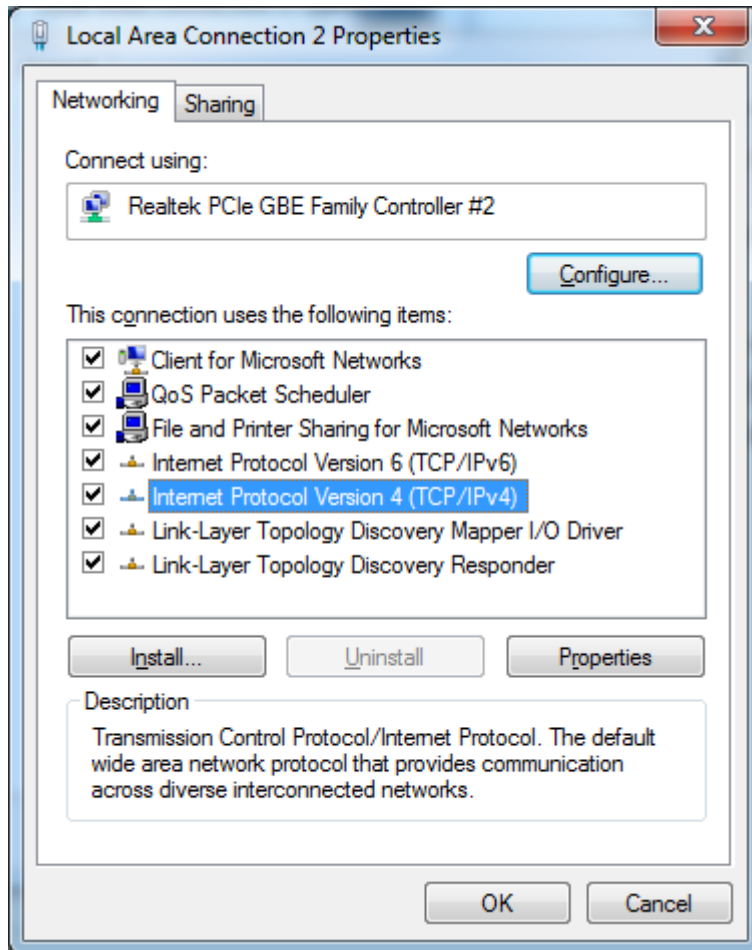 Local Area Connection 2 Properties
Networking
Sharing
Connect using:
Realtek PCIe GBE Family Controller #2
Configure...
This connection uses the following items:
Client for Microsoft Networks
QoS Packet Scheduler
File and Printer Sharing for Microsoft Networks
Internet Protocol Version 6 (TCP/IPv6)
Internet Protocol Version 4 (TCP/IPv4)
Link-Layer Topology Discovery Mapper I/O Driver
Link-Layer Topology Discovery Responder
Install...
Uninstall
Properties
Description
Transmission Control Protocol/Internet Protocol. The default
wide area network protocol that provides communication
across diverse interconnected networks.
OK
Cancel